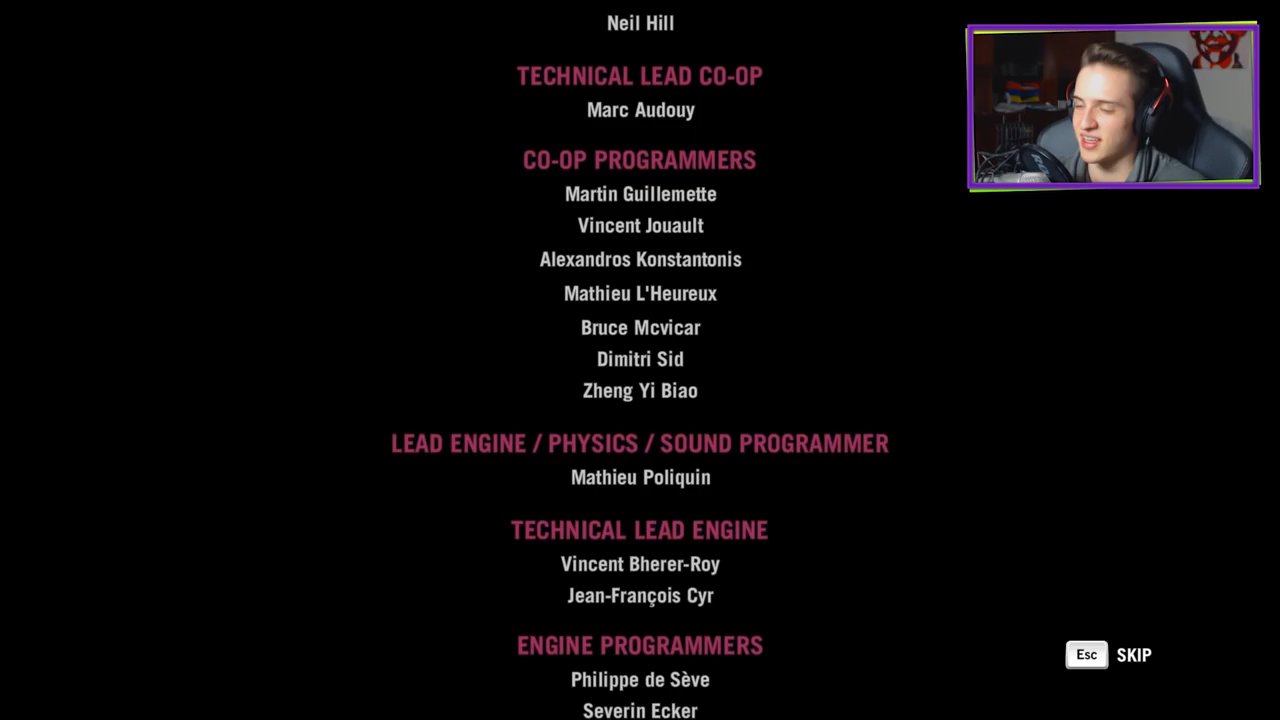 Neil Hill
TECHNICAL LEAD CO-OP
Marc Audouy
CO-OP PROGRAMMERS
Martin Guillemette
Vincent Jouault
Alexandros Konstantonis
Mathieu L'Heureux
Bruce Mcvicar
Dimitri Sid
Zheng Yi Biao
LEAD ENGINE / PHYSICS / SOUND PROGRAMMER
Mathieu Poliquin
TECHNICAL LEAD ENGINE
Vincent Bherer-Roy
Jean-François Cyr
ENGINE PROGRAMMERS
Philippe de Sève
Severin Ecker
Esc SKIP